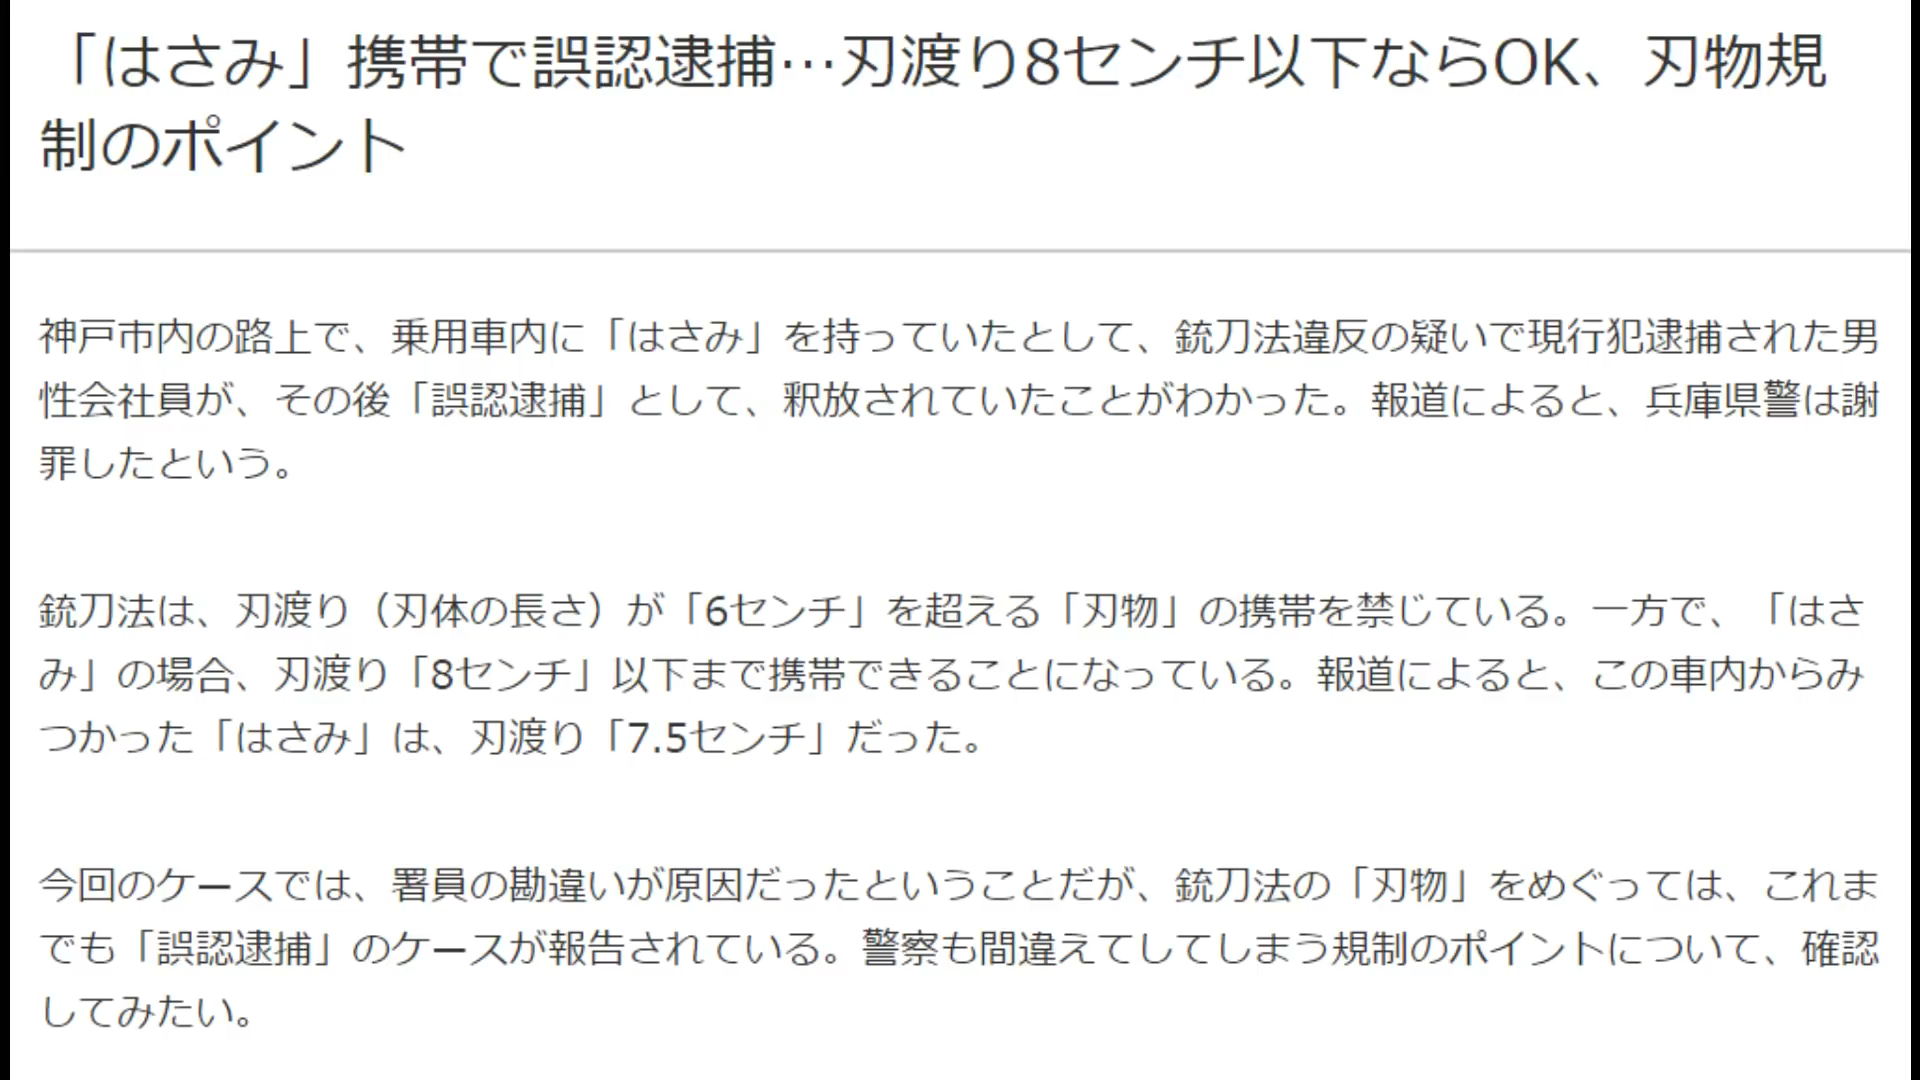 「はさみ」携帯で誤認逮捕…刃渡り8センチ以下ならOK、刃物規
制のポイント
神戸市内の路上で、乗用車内に「はさみ」を持っていたとして、銃刀法違反の疑いで現行犯逮捕された男
性会社員が、その後「誤認逮捕」として、釈放されていたことがわかった。報道によると、兵庫県警は謝
罪したという。
銃刀法は、刃渡り（刃体の長さ）が「6センチ」を超える「刃物」の携帯を禁じている。一方で、「はさ
み」の場合、刃渡り「8センチ」以下まで携帯できることになっている。報道によると、この車内からみ
つかった「はさみ」は、刃渡り「7.5センチ」だった。
今回のケースでは、署員の勘違いが原因だったということだが、銃刀法の「刃物」をめぐっては、これま
でも「誤認逮捕」のケースが報告されている。警察も間違えてしてしまう規制のポイントについて、確認
してみたい。